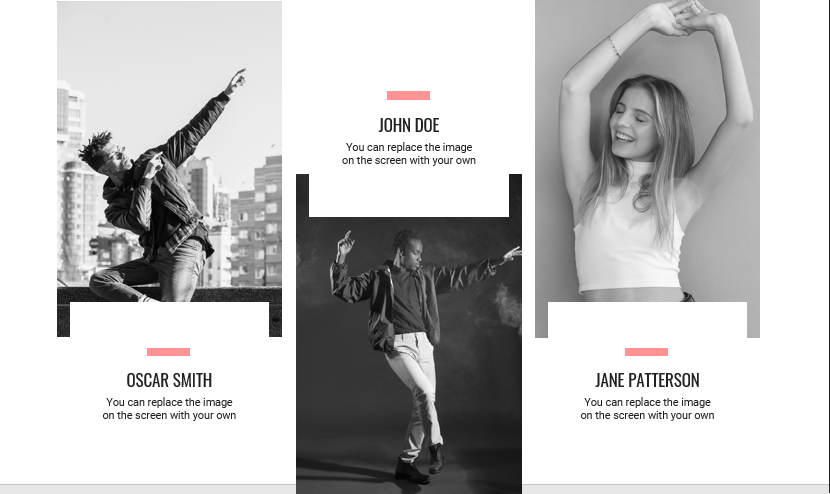 OSCAR SMITH
You can replace the image
on the screen with your own
JOHN DOE
You can replace the image
on the screen with your own
JANE PATTERSON
You can replace the image
on the screen with your own